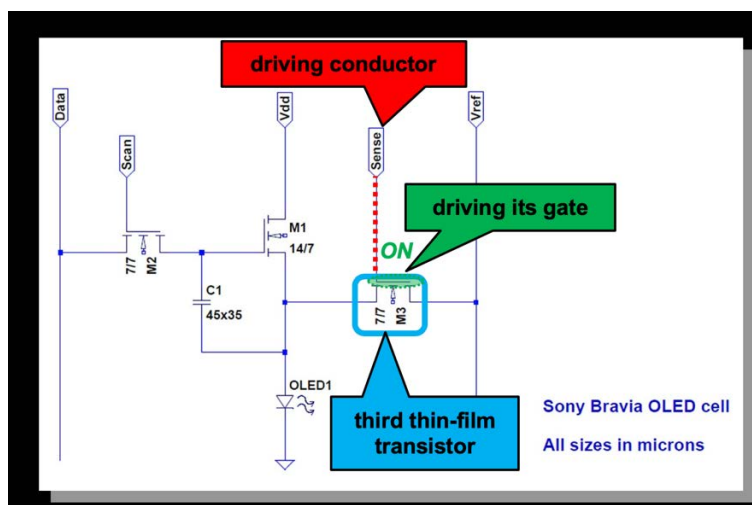 driving conductor
Data
Scan
Vdd
Sense
Vref
driving its gate
M1
14/7
ON
7/7
M2
C1
45x35
7/7
M3
OLED1
third thin-film
transistor
Sony Bravia OLED cell
All sizes in microns